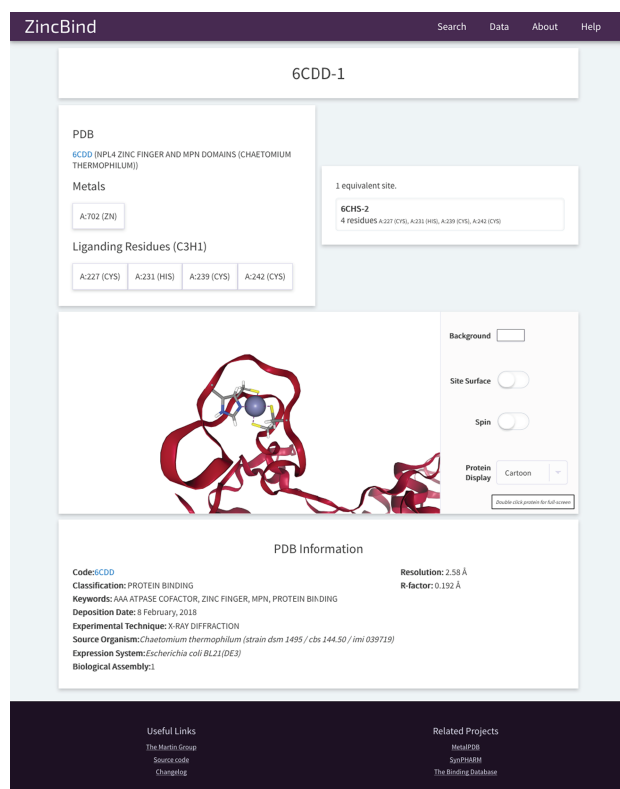 ZincBind
Search Data About Help
6CDD-1
PDB
6CDD (NPL4 ZINC FINGER AND MPN DOMAINS (CHAETOMIUM
THERMOPHILUM))
Metals
A:702 (ZN)
Liganding Residues (C3H1)
A:227 (CYS) A:231 (HIS) A:239 (CYS) A:242 (CYS)
1 equivalent site.
6CHS-2
4 residues A:227 (CYS), A:231 (HIS), A:239 (CYS), A:242 (CYS)
Background
Site Surface
Spin
Protein
Display
Cartoon
Double click protein for full-screen
PDB Information
Code:6CDD
Classification: PROTEIN BINDING
Keywords: AAA ATPASE COFACTOR, ZINC FINGER, MPN, PROTEIN BINDING
Deposition Date: 8 February, 2018
Experimental Technique: X-RAY DIFFRACTION
Source Organism:Chaetomium thermophilum (strain dsm 1495 / cbs 144.50 / imi 039719)
Expression System:Escherichia coli BL21(DE3)
Biological Assembly:1
Resolution: 2.58 Å
R-factor: 0.192 Å
Useful Links
The Martin Group
Source code
Changelog
Related Projects
MetalPDB
SynPHARM
The Binding Database